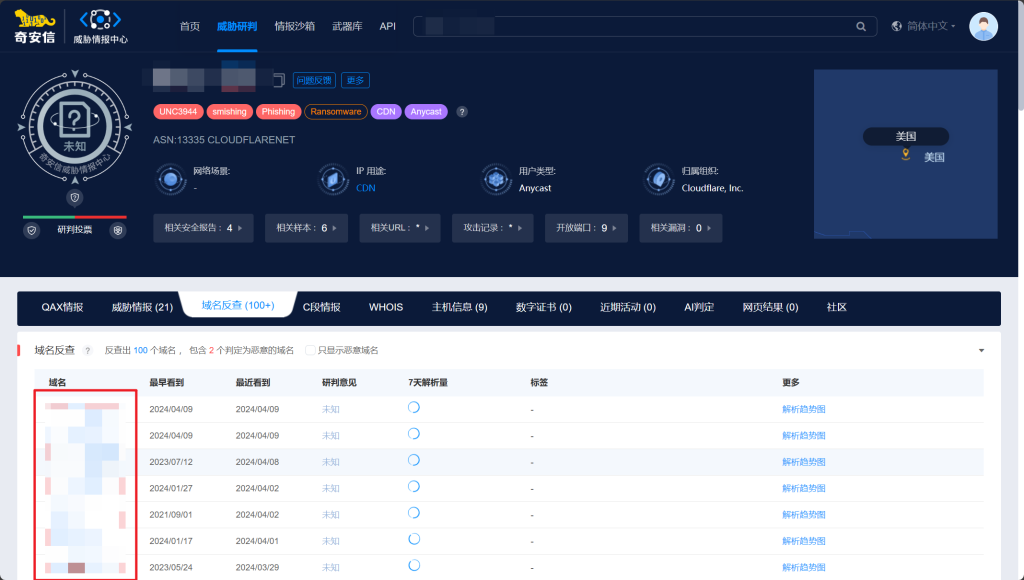 奇安信 威胁情报中心 首页 威胁研判 情报沙箱 武器库 API 简体中文
问题反馈 更多
UNC3944 smishing Phishing Ransomware CDN Anycast ?
ASN:13335 CLOUDFLARENET
? 未知
奇安信威胁情报中心
网络场景: -
IP 用途: CDN
用户类型: Anycast
归属组织: Cloudflare, Inc.
美国
美国
研判投票
相关安全报告: 4 相关样本: 6 相关URL: * 攻击记录: * 开放端口: 9 相关漏洞: 0
QAX情报 威胁情报 (21) 域名反查 (100+) C段情报 WHOIS 主机信息 (9) 数字证书 (0) 近期活动 (0) AI判定 网页结果 (0) 社区
域名反查 ? 反查出 100 个域名， 包含 2 个判定为恶意的域名 只显示恶意域名
域名 最早看到 最近看到 研判意见 7天解析量 标签 更多
2024/04/09 2024/04/09 未知 - 解析趋势图
2024/04/09 2024/04/09 未知 - 解析趋势图
2023/07/12 2024/04/08 未知 - 解析趋势图
2024/01/27 2024/04/02 未知 - 解析趋势图
2021/09/01 2024/04/02 未知 - 解析趋势图
2024/01/17 2024/04/01 未知 - 解析趋势图
2023/05/24 2024/03/29 未知 - 解析趋势图